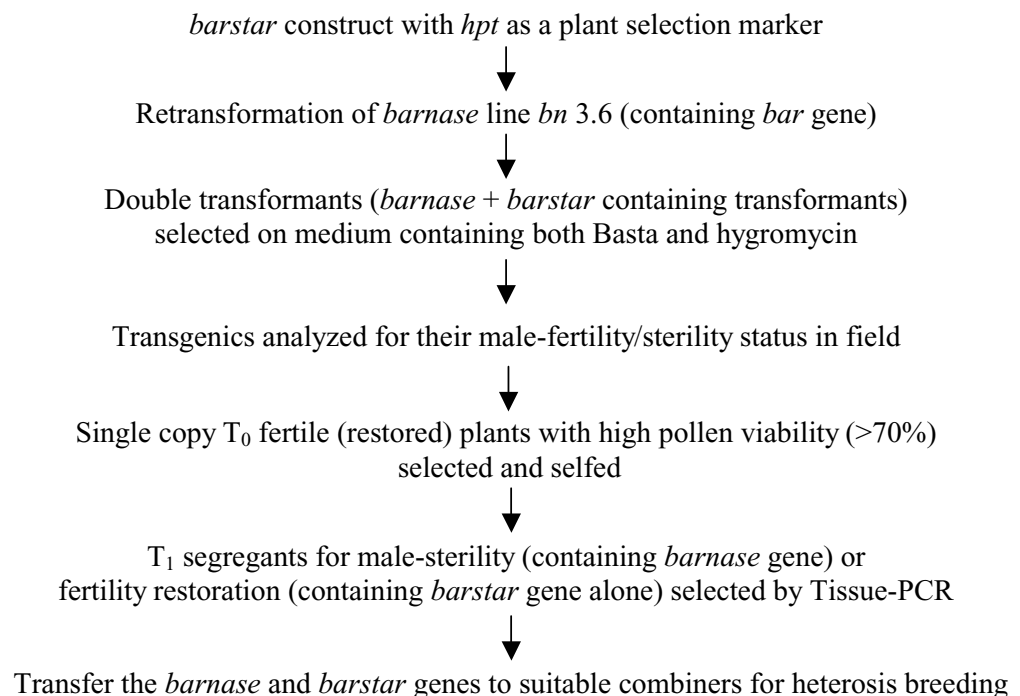 barstar construct with hpt as a plant selection marker
Retransformation of barnase line bn 3.6 (containing bar gene)
Double transformants (barnase + barstar containing transformants)
selected on medium containing both Basta and hygromycin
Transgenics analyzed for their male-fertility/sterility status in field
Single copy T₀ fertile (restored) plants with high pollen viability (>70%)
selected and selfed
T₁ segregants for male-sterility (containing barnase gene) or
fertility restoration (containing barstar gene alone) selected by Tissue-PCR
Transfer the barnase and barstar genes to suitable combiners for heterosis breeding